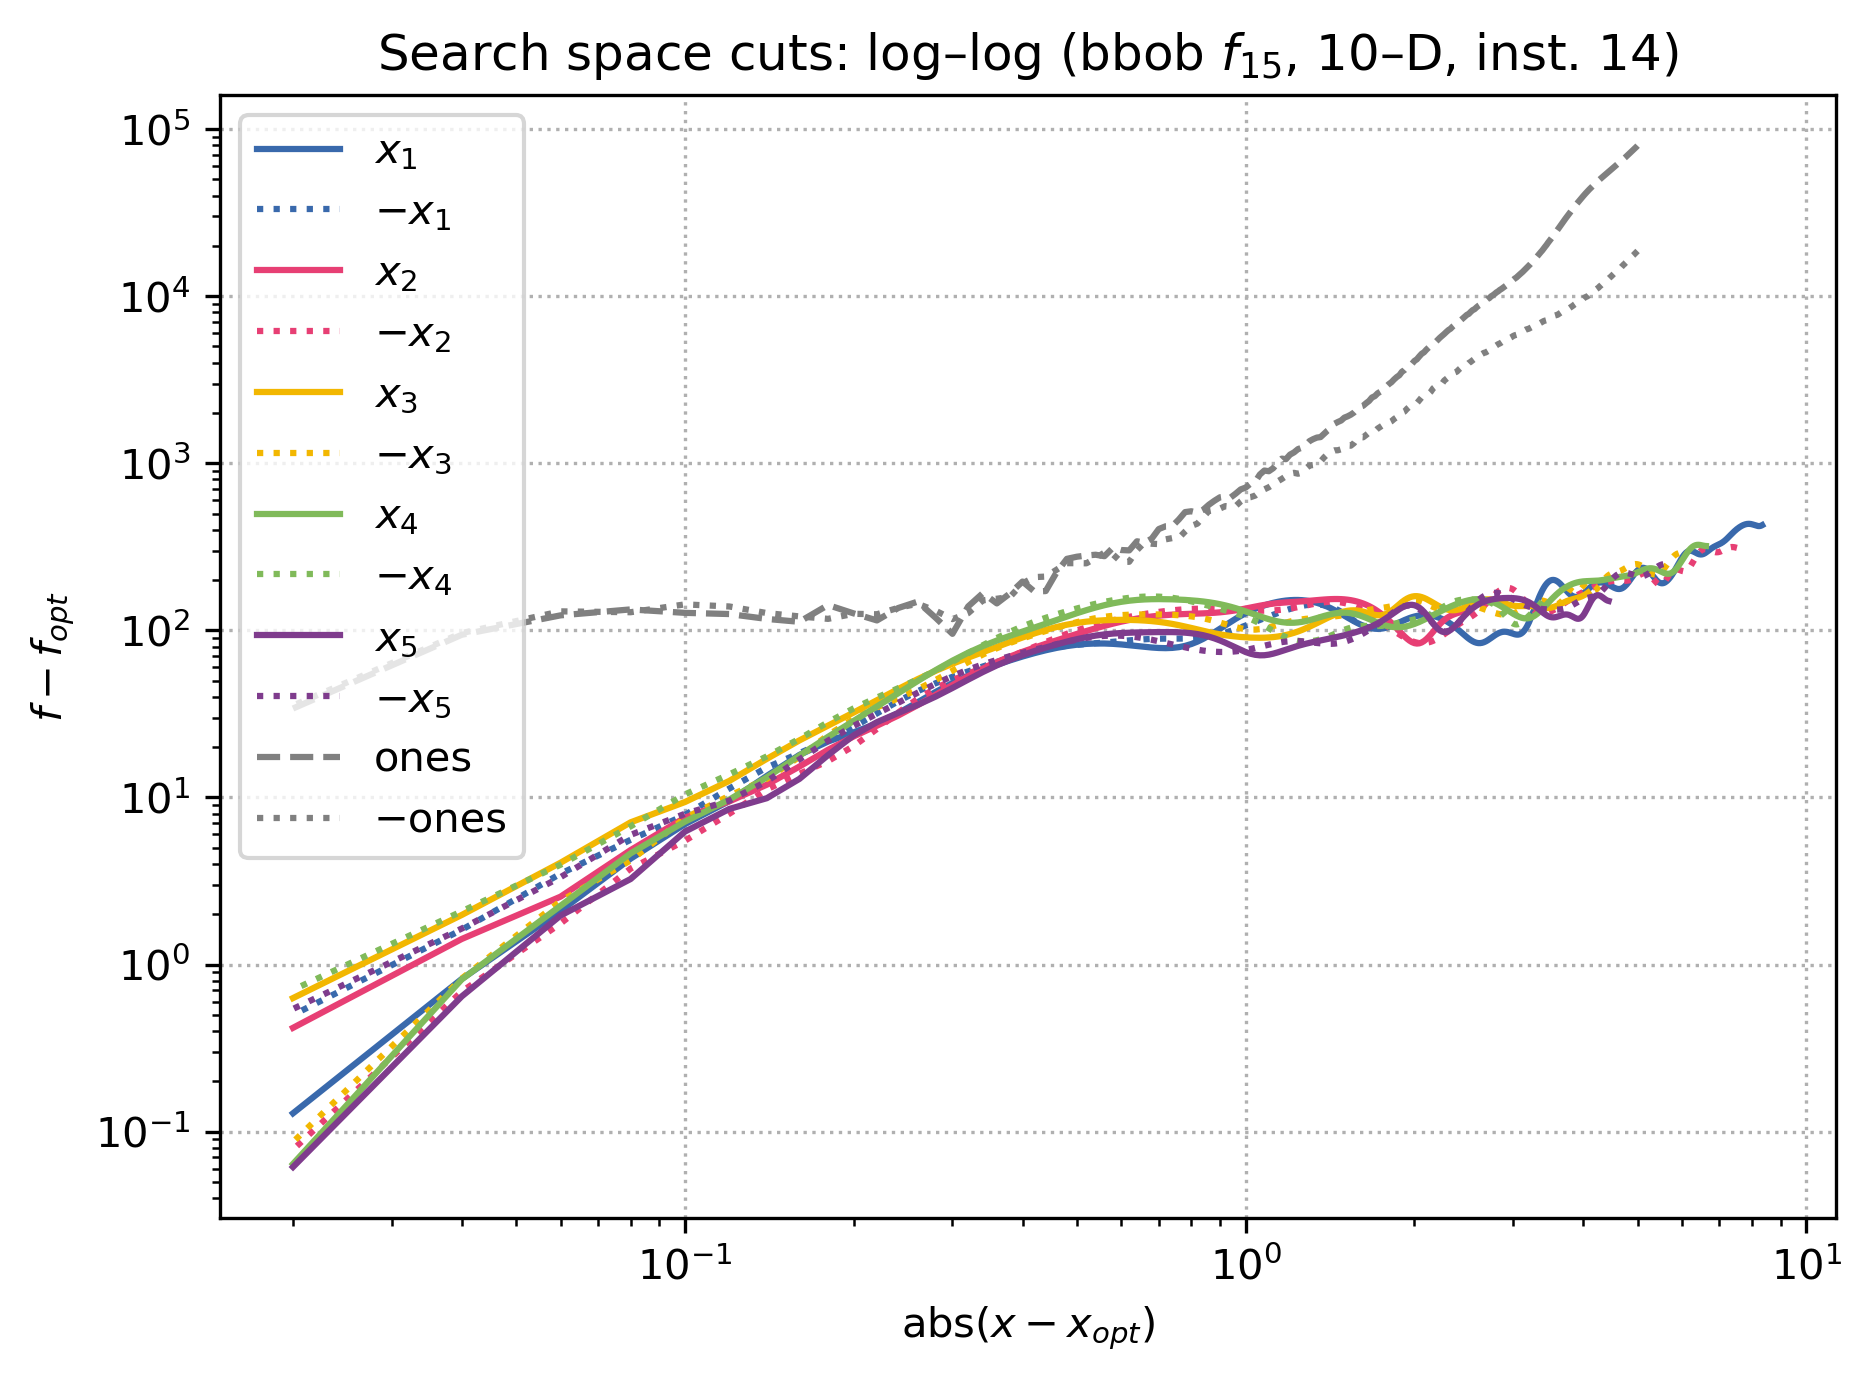 Search space cuts: log–log (bbob f15, 10–D, inst. 14)
10^5
10^4
10^3
10^2
10^1
10^0
10^−1
f − fopt
x1
−x1
x2
−x2
x3
−x3
x4
−x4
x5
−x5
ones
−ones
10^−1
10^0
10^1
abs(x − xopt)